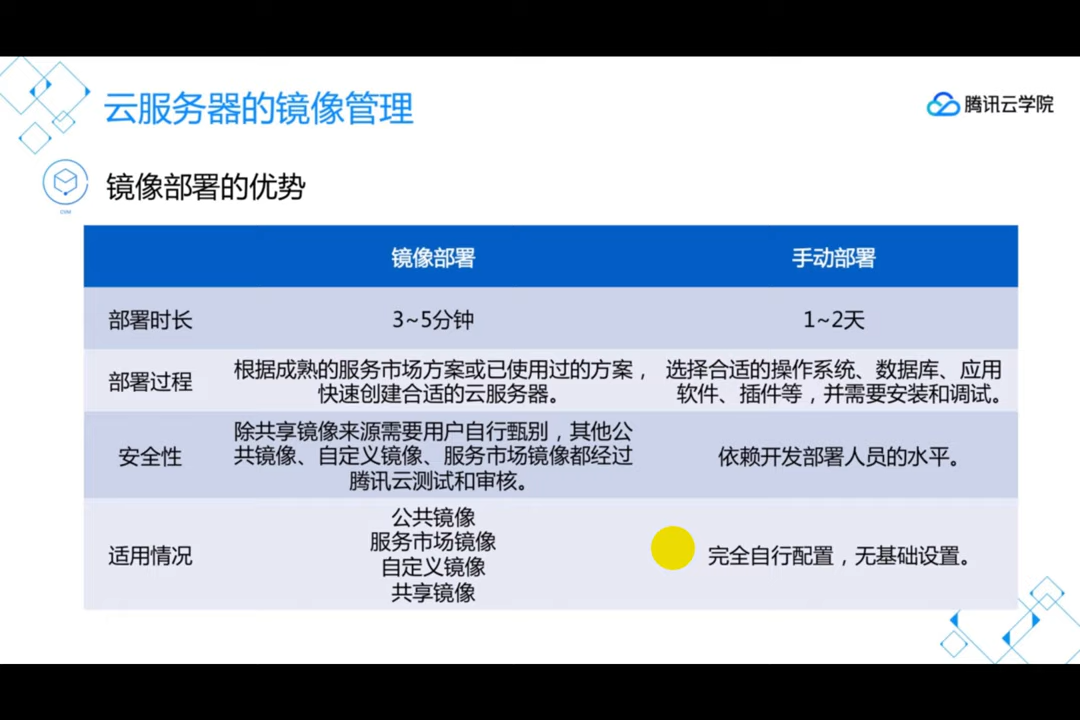 云服务器的镜像管理
腾讯云学院
镜像部署的优势
镜像部署
手动部署
部署时长
3~5分钟
1~2天
部署过程
根据成熟的服务市场方案或已使用过的方案，
快速创建合适的云服务器。
选择合适的操作系统、数据库、应用
软件、插件等，并需要安装和调试。
安全性
除共享镜像来源需要用户自行甄别，其他公
共镜像、自定义镜像、服务市场镜像都经过
腾讯云测试和审核。
依赖开发部署人员的水平。
适用情况
公共镜像
服务市场镜像
自定义镜像
共享镜像
完全自行配置，无基础设置。